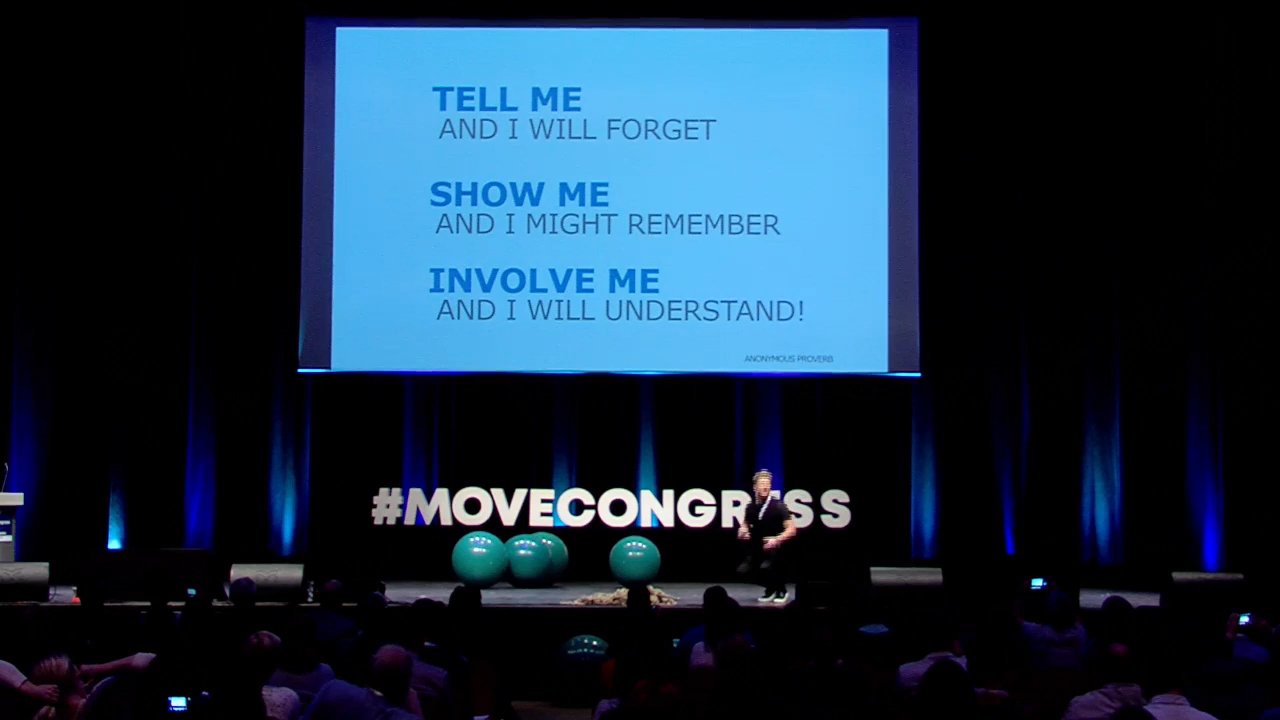 TELL ME
AND I WILL FORGET
SHOW ME
AND I MIGHT REMEMBER
INVOLVE ME
AND I WILL UNDERSTAND!
ANONYMOUS PROVERB
#MOVECONGRESS